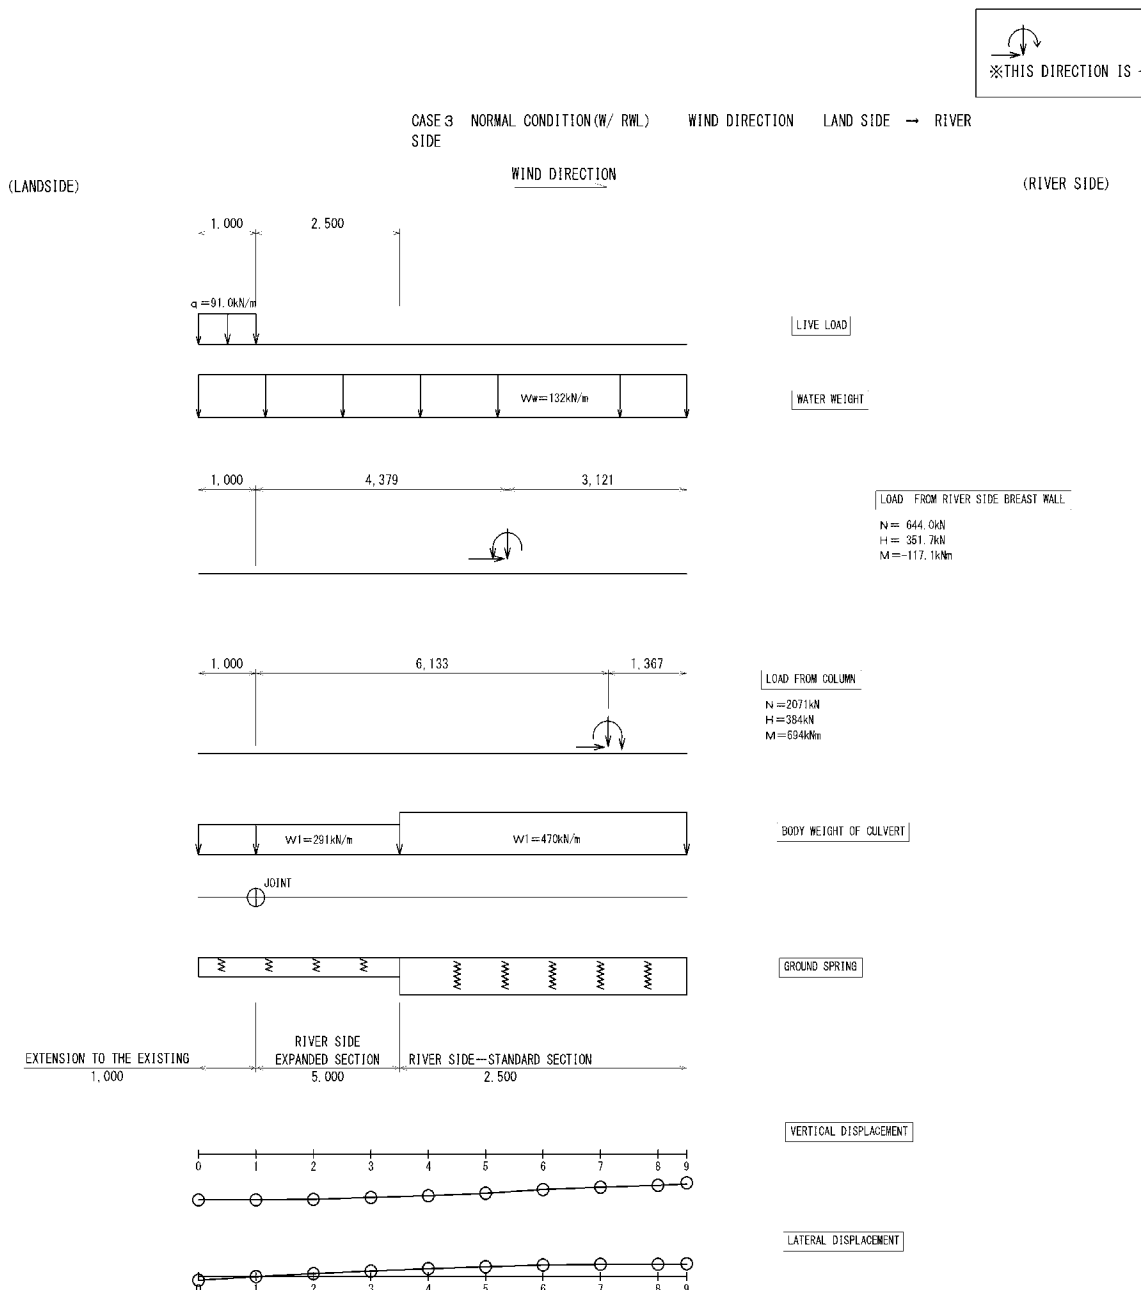 ※THIS DIRECTION IS
CASE 3 NORMAL CONDITION(W/ RWL) WIND DIRECTION LAND SIDE → RIVER
SIDE
WIND DIRECTION
(LANDSIDE)
(RIVER SIDE)
1,000 2,500
q=91.0kN/m
LIVE LOAD
Ww=132kN/m
WATER WEIGHT
1,000 4,379 3,121
LOAD FROM RIVER SIDE BREAST WALL
N= 644.0kN
H= 351.7kN
M=-117.1kNm
1,000 6,133 1,367
LOAD FROM COLUMN
N=2071kN
H=384kN
M=694kNm
W1=291kN/m W1=470kN/m
BODY WEIGHT OF CULVERT
JOINT
GROUND SPRING
RIVER SIDE
EXTENSION TO THE EXISTING EXPANDED SECTION RIVER SIDE-STANDARD SECTION
1,000 5,000 2,500
VERTICAL DISPLACEMENT
0 1 2 3 4 5 6 7 8 9
LATERAL DISPLACEMENT
0 1 2 3 4 5 6 7 8 9